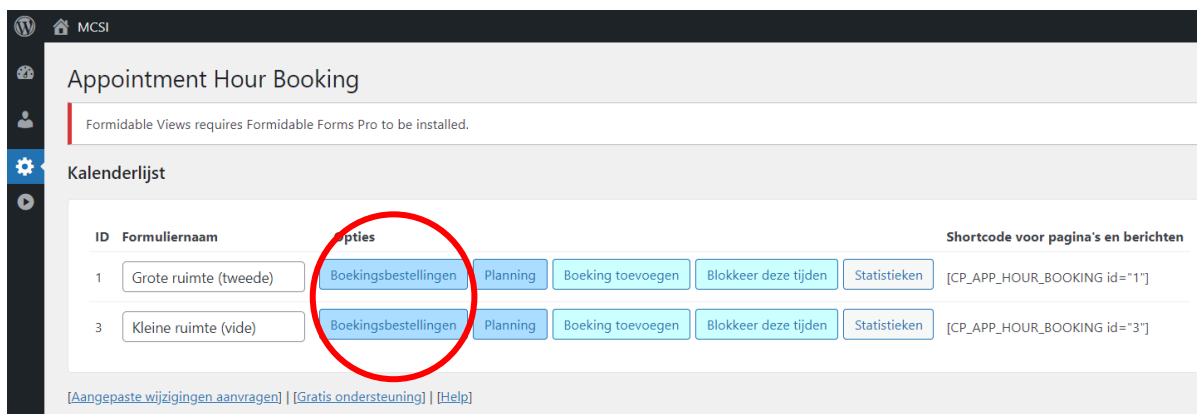 MCSI
Appointment Hour Booking
Formidable Views requires Formidable Forms Pro to be installed.
Kalenderlijst
ID Formuliernaam Opties Shortcode voor pagina's en berichten
1 Grote ruimte (tweede) Boekingsbestellingen Planning Boeking toevoegen Blokkeer deze tijden Statistieken [CP_APP_HOUR_BOOKING id="1"]
3 Kleine ruimte (vide) Boekingsbestellingen Planning Boeking toevoegen Blokkeer deze tijden Statistieken [CP_APP_HOUR_BOOKING id="3"]
[Aangepaste wijzigingen aanvragen] | [Gratis ondersteuning] | [Help]